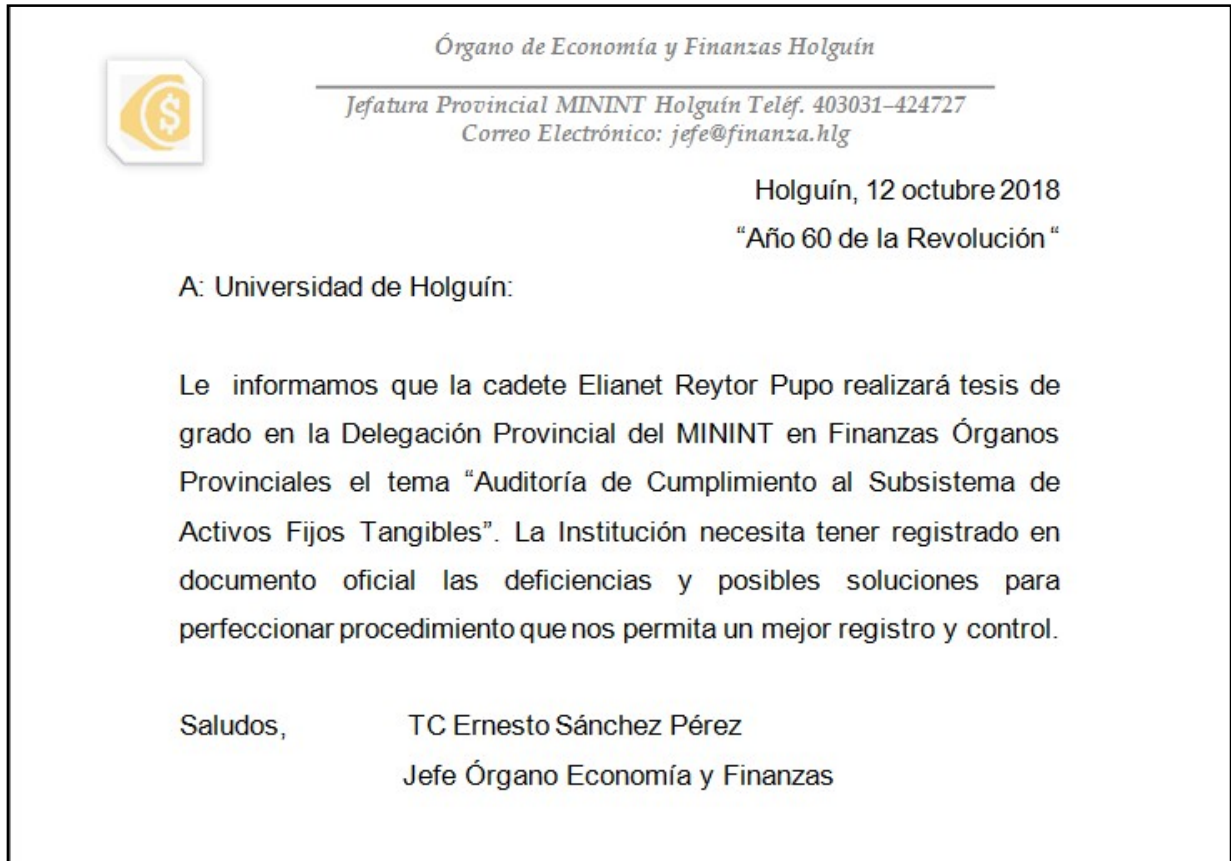 Órgano de Economía y Finanzas Holguín
Jefatura Provincial MININT Holguín Teléf. 403031–424727
Correo Electrónico: jefe@finanza.hlg
Holguín, 12 octubre 2018
“Año 60 de la Revolución “
A: Universidad de Holguín:
Le informamos que la cadete Elianet Reytor Pupo realizará tesis de
grado en la Delegación Provincial del MININT en Finanzas Órganos
Provinciales el tema “Auditoría de Cumplimiento al Subsistema de
Activos Fijos Tangibles”. La Institución necesita tener registrado en
documento oficial las deficiencias y posibles soluciones para
perfeccionar procedimiento que nos permita un mejor registro y control.
Saludos, TC Ernesto Sánchez Pérez
Jefe Órgano Economía y Finanzas